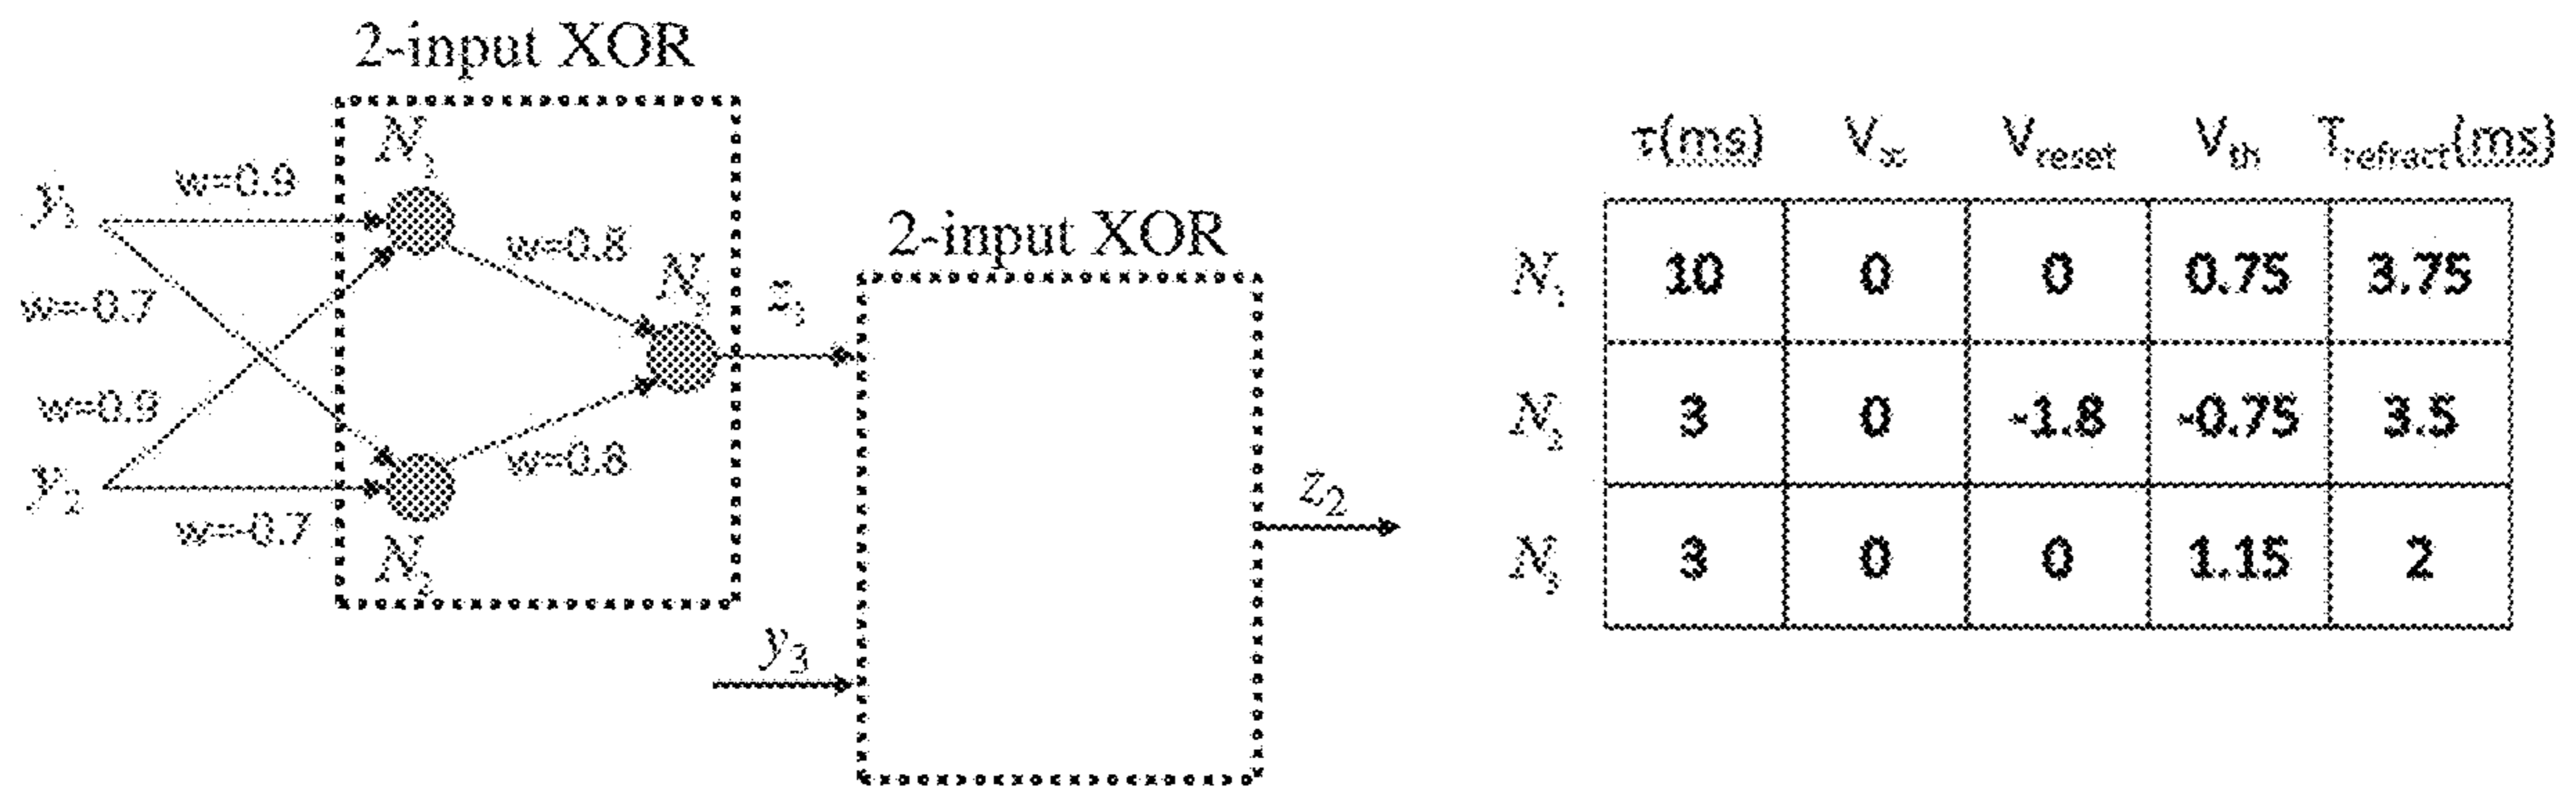 2-input XOR
N1
y1
w=0.9
w=0.8
N3
w=-0.7
z1
2-input XOR
w=0.9
w=0.8
y2
w=-0.7
N2
y3
z2
τ(ms) V∞ Vreset Vth Trefract(ms)
N1 10 0 0 0.75 3.75
N2 3 0 -1.8 -0.75 3.5
N3 3 0 0 1.15 2